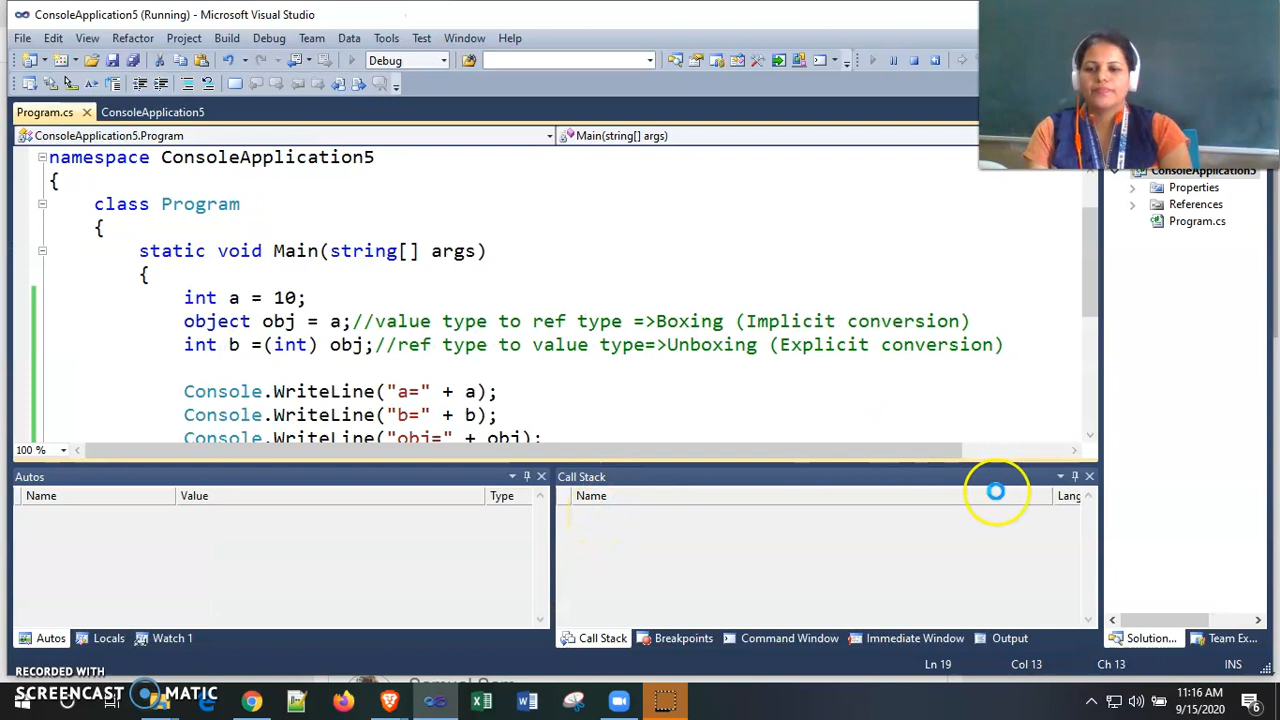 ConsoleApplication5 (Running) - Microsoft Visual Studio
File Edit View Refactor Project Build Debug Team Data Tools Test Window Help
Debug
Program.cs ConsoleApplication5
ConsoleApplication5.Program Main(string[] args)
namespace ConsoleApplication5
{
class Program
{
static void Main(string[] args)
{
int a = 10;
object obj = a;//value type to ref type =>Boxing (Implicit conversion)
int b =(int) obj;//ref type to value type=>Unboxing (Explicit conversion)
Console.WriteLine("a=" + a);
Console.WriteLine("b=" + b);
Console.WriteLine("obj=" + obj);
100 %
ConsoleApplication5
Properties
References
Program.cs
Autos
Name Value Type
Call Stack
Name Lang
Autos Locals Watch 1
Call Stack Breakpoints Command Window Immediate Window Output
Solution... Team Ex...
Ln 19 Col 13 Ch 13 INS
RECORDED WITH
SCREENCAST MATIC
11:16 AM
9/15/2020
6